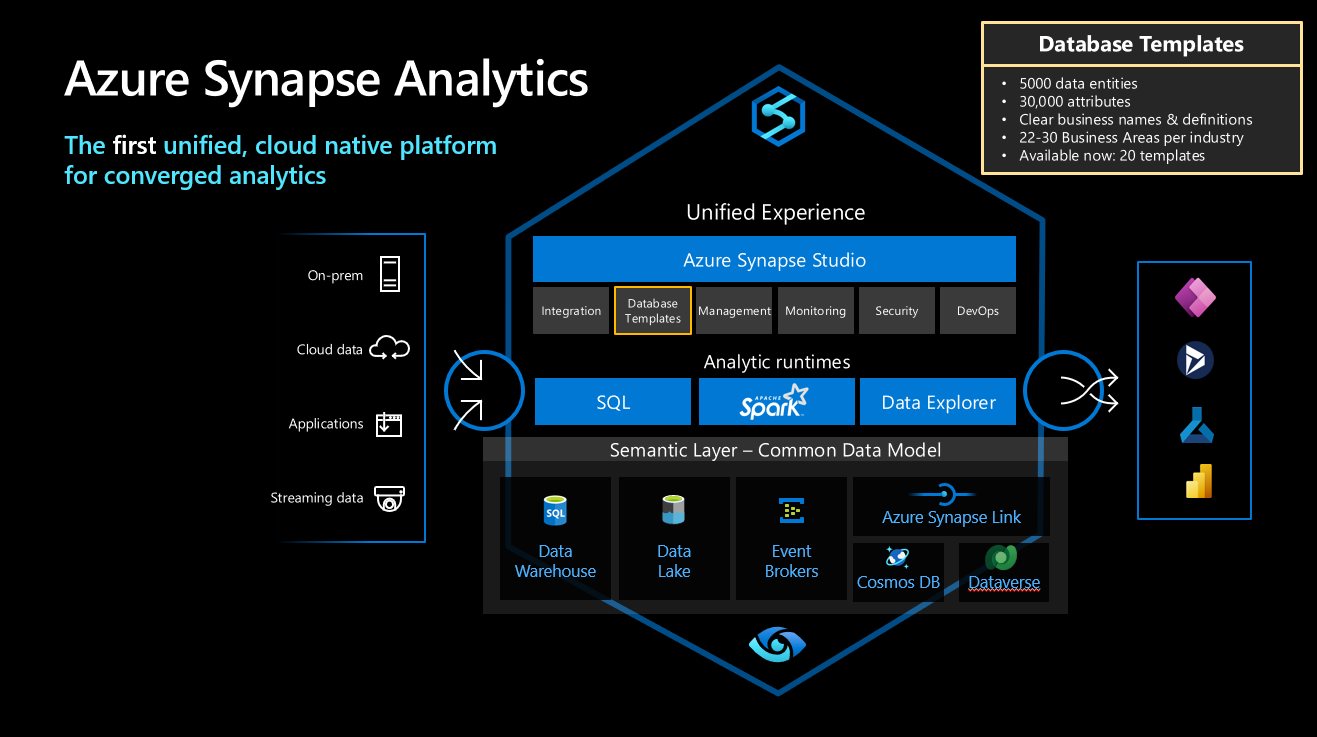 Azure Synapse Analytics
The first unified, cloud native platform
for converged analytics
Database Templates
• 5000 data entities
• 30,000 attributes
• Clear business names & definitions
• 22-30 Business Areas per industry
• Available now: 20 templates
On-prem
Cloud data
Applications
Streaming data
Unified Experience
Azure Synapse Studio
Integration
Database
Templates
Management
Monitoring
Security
DevOps
Analytic runtimes
SQL
APACHE
Spark™
Data Explorer
Semantic Layer – Common Data Model
SQL
Data
Warehouse
Data
Lake
Event
Brokers
Azure Synapse Link
Cosmos DB
Dataverse